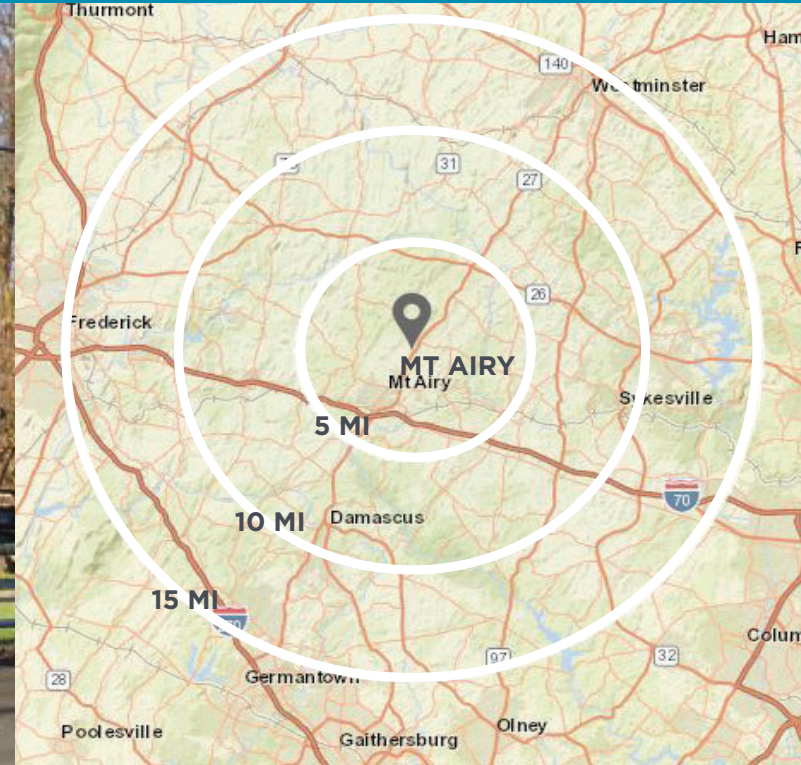 Thurmont
Ham
140
Westminster
31
27
26
Frederick
MT AIRY
Mt Airy
Sykesville
5 MI
70
10 MI
Damascus
15 MI
Colum
97
32
28
Germantown
Poolesville
Gaithersburg
Olney